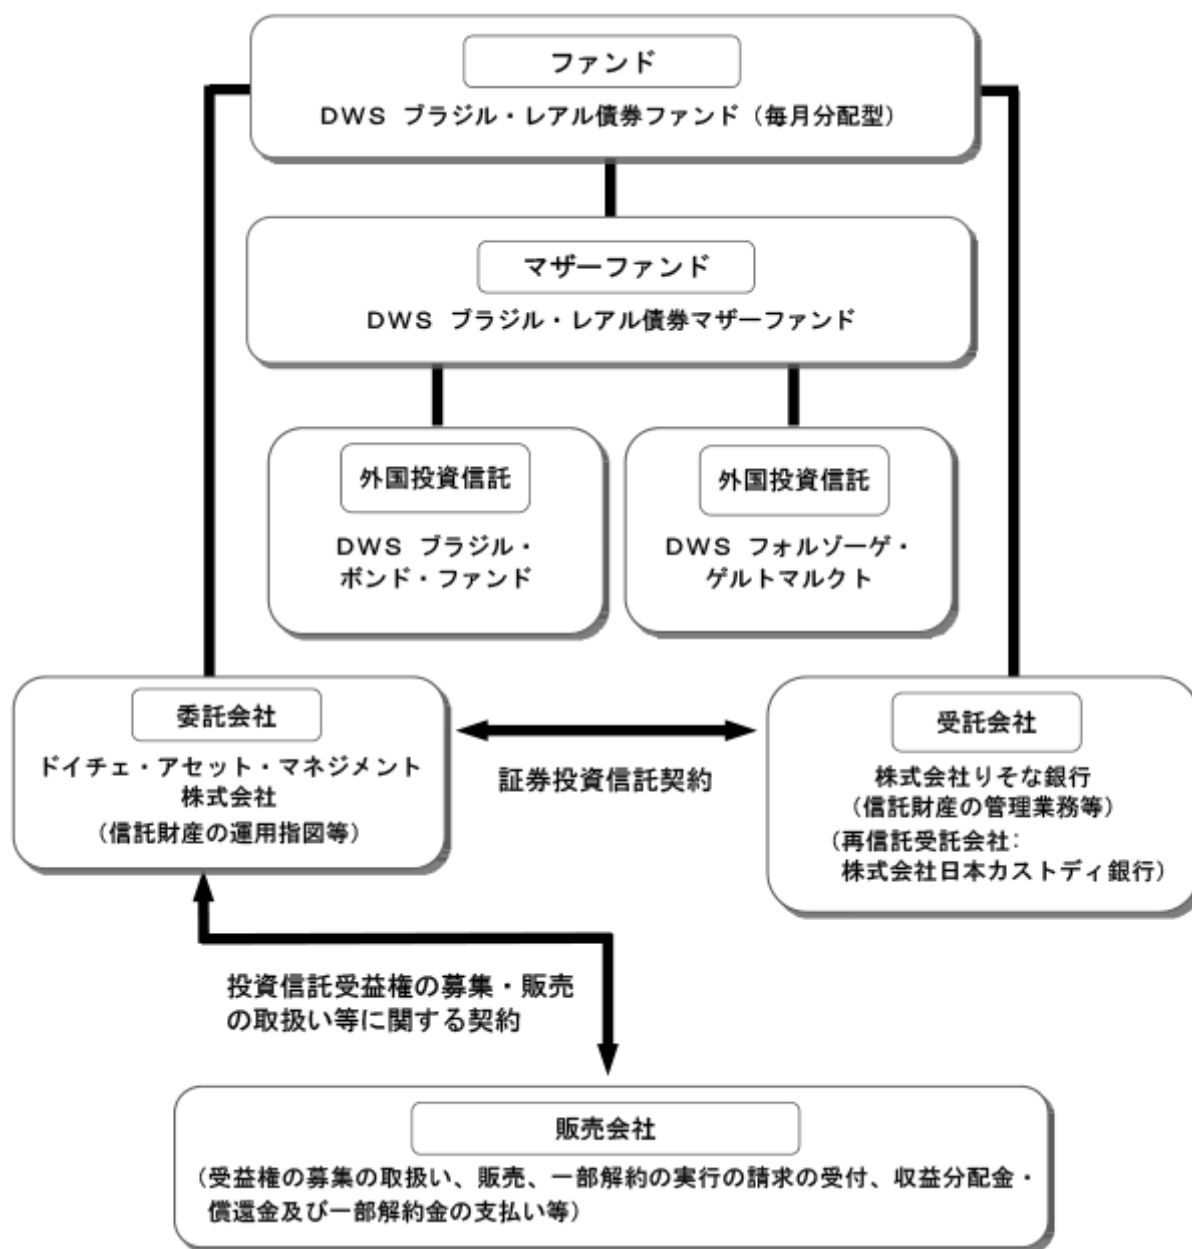 ファンド
DWS ブラジル・レアル債券ファンド（毎月分配型）
マザーファンド
DWS ブラジル・レアル債券マザーファンド
外国投資信託
DWS ブラジル・
ボンド・ファンド
外国投資信託
DWS フォルゾーゲ・
ゲルトマルクト
委託会社
ドイチェ・アセット・マネジメント
株式会社
（信託財産の運用指図等）
証券投資信託契約
受託会社
株式会社りそな銀行
（信託財産の管理業務等）
（再信託受託会社：
株式会社日本カストディ銀行）
投資信託受益権の募集・販売
の取扱い等に関する契約
販売会社
（受益権の募集の取扱い、販売、一部解約の実行の請求の受付、収益分配金・
償還金及び一部解約金の支払い等）